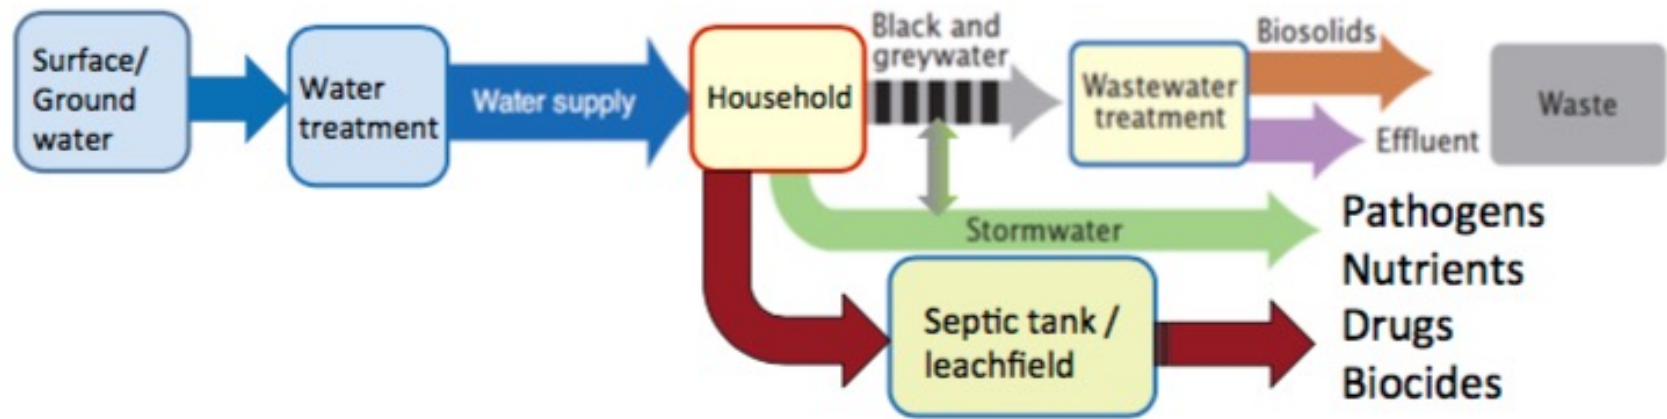 Surface/
Ground
water
Water
treatment
Water supply
Household
Black and
greywater
Wastewater
treatment
Biosolids
Effluent
Waste
Stormwater
Septic tank /
leachfield
Pathogens
Nutrients
Drugs
Biocides